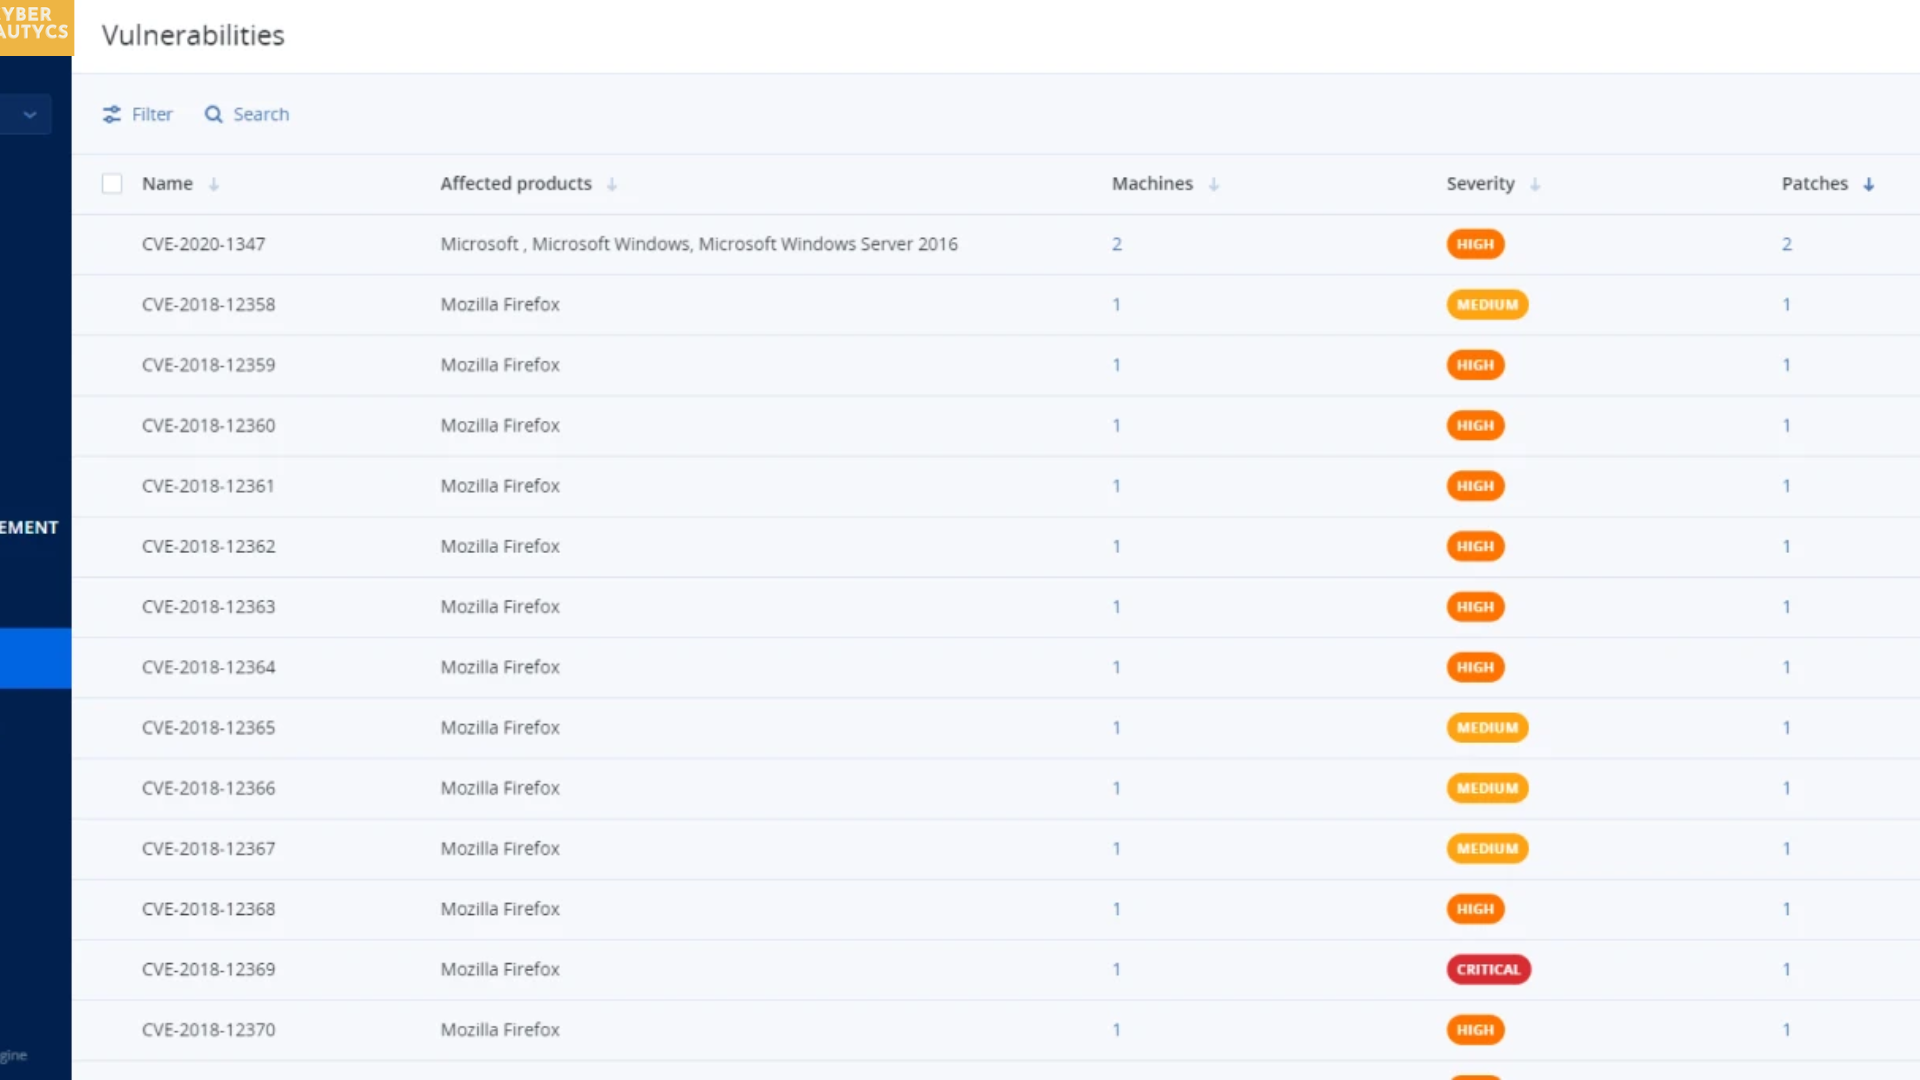 YBER
AUTYCS
Vulnerabilities
Filter Search
Name Affected products Machines Severity Patches
CVE-2020-1347 Microsoft , Microsoft Windows, Microsoft Windows Server 2016 2 HIGH 2
CVE-2018-12358 Mozilla Firefox 1 MEDIUM 1
CVE-2018-12359 Mozilla Firefox 1 HIGH 1
CVE-2018-12360 Mozilla Firefox 1 HIGH 1
CVE-2018-12361 Mozilla Firefox 1 HIGH 1
EMENT
CVE-2018-12362 Mozilla Firefox 1 HIGH 1
CVE-2018-12363 Mozilla Firefox 1 HIGH 1
CVE-2018-12364 Mozilla Firefox 1 HIGH 1
CVE-2018-12365 Mozilla Firefox 1 MEDIUM 1
CVE-2018-12366 Mozilla Firefox 1 MEDIUM 1
CVE-2018-12367 Mozilla Firefox 1 MEDIUM 1
CVE-2018-12368 Mozilla Firefox 1 HIGH 1
CVE-2018-12369 Mozilla Firefox 1 CRITICAL 1
CVE-2018-12370 Mozilla Firefox 1 HIGH 1
gine